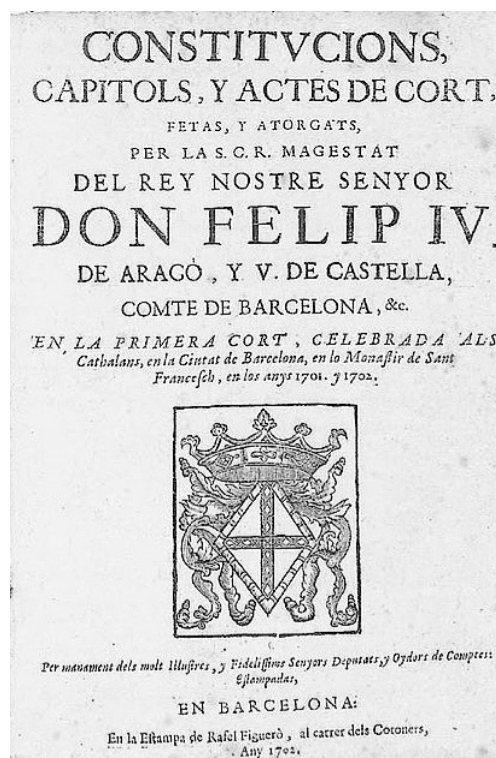 CONSTITVCIONS,
CAPITOLS, Y ACTES DE CORT,
FETAS, Y ATORGATS,
PER LA S. C. R. MAGESTAT
DEL REY NOSTRE SENYOR
DON FELIP IV.
DE ARAGÒ, Y V. DE CASTELLA,
COMTE DE BARCELONA, &c.
EN LA PRIMERA CORT, CELEBRADA ALS
Cathalans, en la Ciutat de Barcelona, en lo Monaſtir de Sant
Franceſch, en los anys 1701. y 1702.
Per manament dels molt Illuſtres, y Fideliſſims Senyors Deputats, y Oydors de Comptes:
Eſtampadas,
EN BARCELONA:
En la Eſtampa de Rafel Figuerò, al carrer dels Cotoners,
Any 1702.